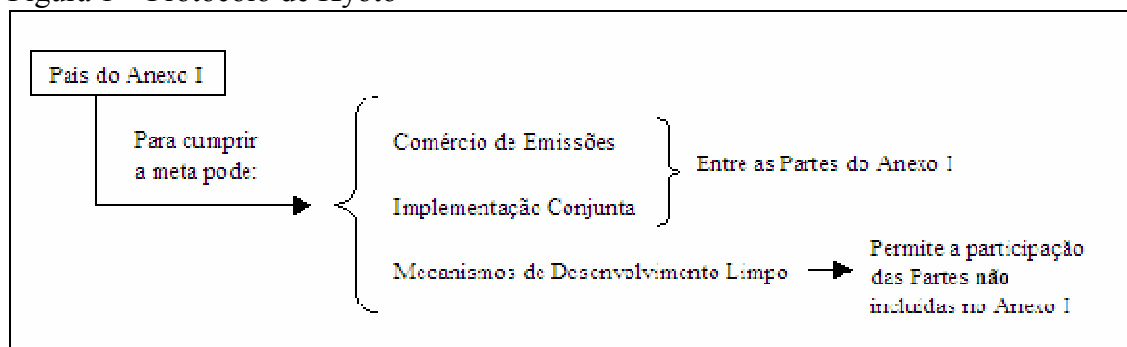 Figura 1 – Protocolo de Kyoto
País do Anexo I
Para cumprir
a meta pode:
Comércio de Emissões
Implementação Conjunta
Entre as Partes do Anexo I
Mecanismos de Desenvolvimento Limpo
Permite a participação
das Partes não
incluídas no Anexo I